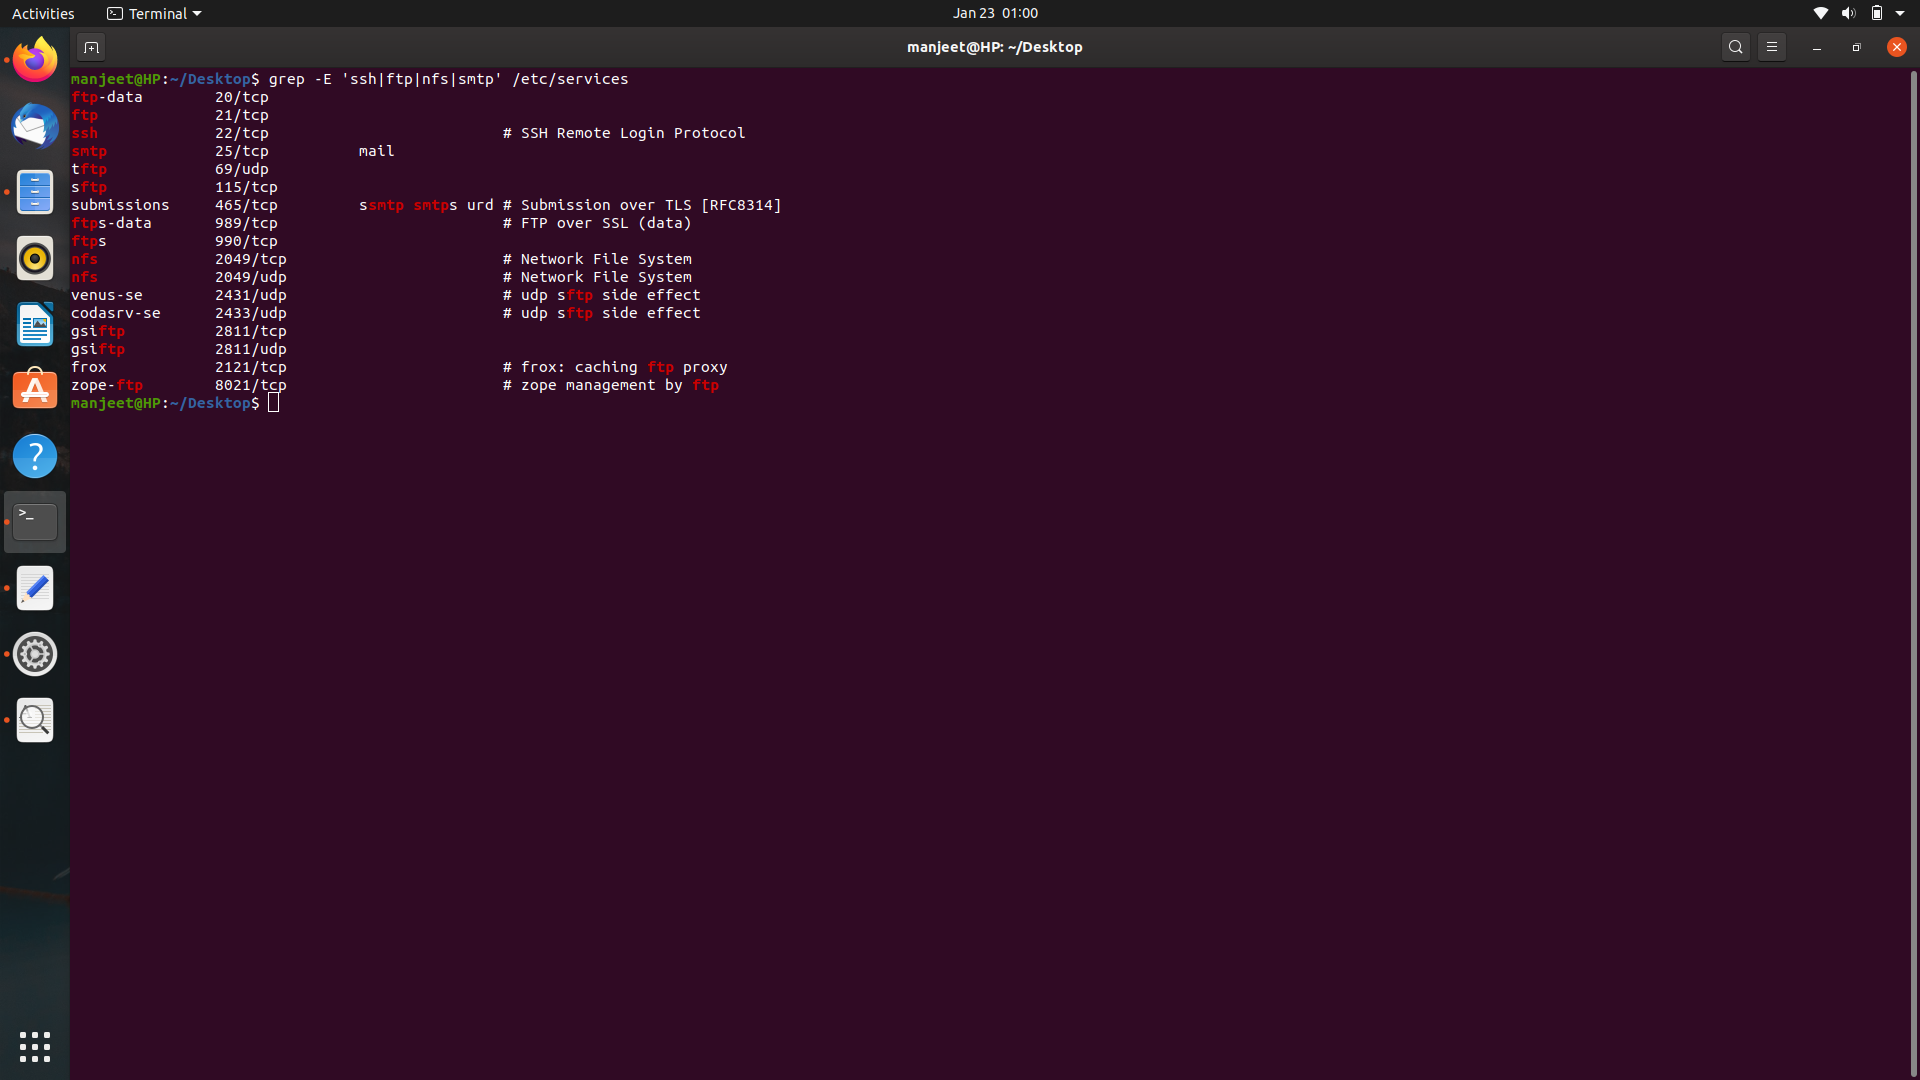 Activities Terminal Jan 23 01:00
manjeet@HP: ~/Desktop
manjeet@HP:~/Desktop$ grep -E 'ssh|ftp|nfs|smtp' /etc/services
ftp-data 20/tcp
ftp 21/tcp
ssh 22/tcp # SSH Remote Login Protocol
smtp 25/tcp mail
tftp 69/udp
sftp 115/tcp
submissions 465/tcp ssmtp smtps urd # Submission over TLS [RFC8314]
ftps-data 989/tcp # FTP over SSL (data)
ftps 990/tcp
nfs 2049/tcp # Network File System
nfs 2049/udp # Network File System
venus-se 2431/udp # udp sftp side effect
codasrv-se 2433/udp # udp sftp side effect
gsiftp 2811/tcp
gsiftp 2811/udp
frox 2121/tcp # frox: caching ftp proxy
zope-ftp 8021/tcp # zope management by ftp
manjeet@HP:~/Desktop$